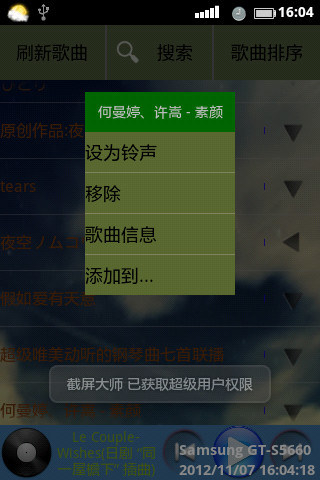 16:04
刷新歌曲
搜索
歌曲排序
ひとり
原创作品:夜
何曼婷、许嵩 - 素颜
设为铃声
tears
移除
夜空ノムコ
歌曲信息
添加到...
假如爱有天意
超级唯美动听的钢琴曲七首联播
截屏大师 已获取超级用户权限
何曼婷、许嵩 - 素颜
Le Couple-
Wishes(日剧 "同
一屋檐下" 插曲)
Samsung GT-S5660
2012/11/07 16:04:18